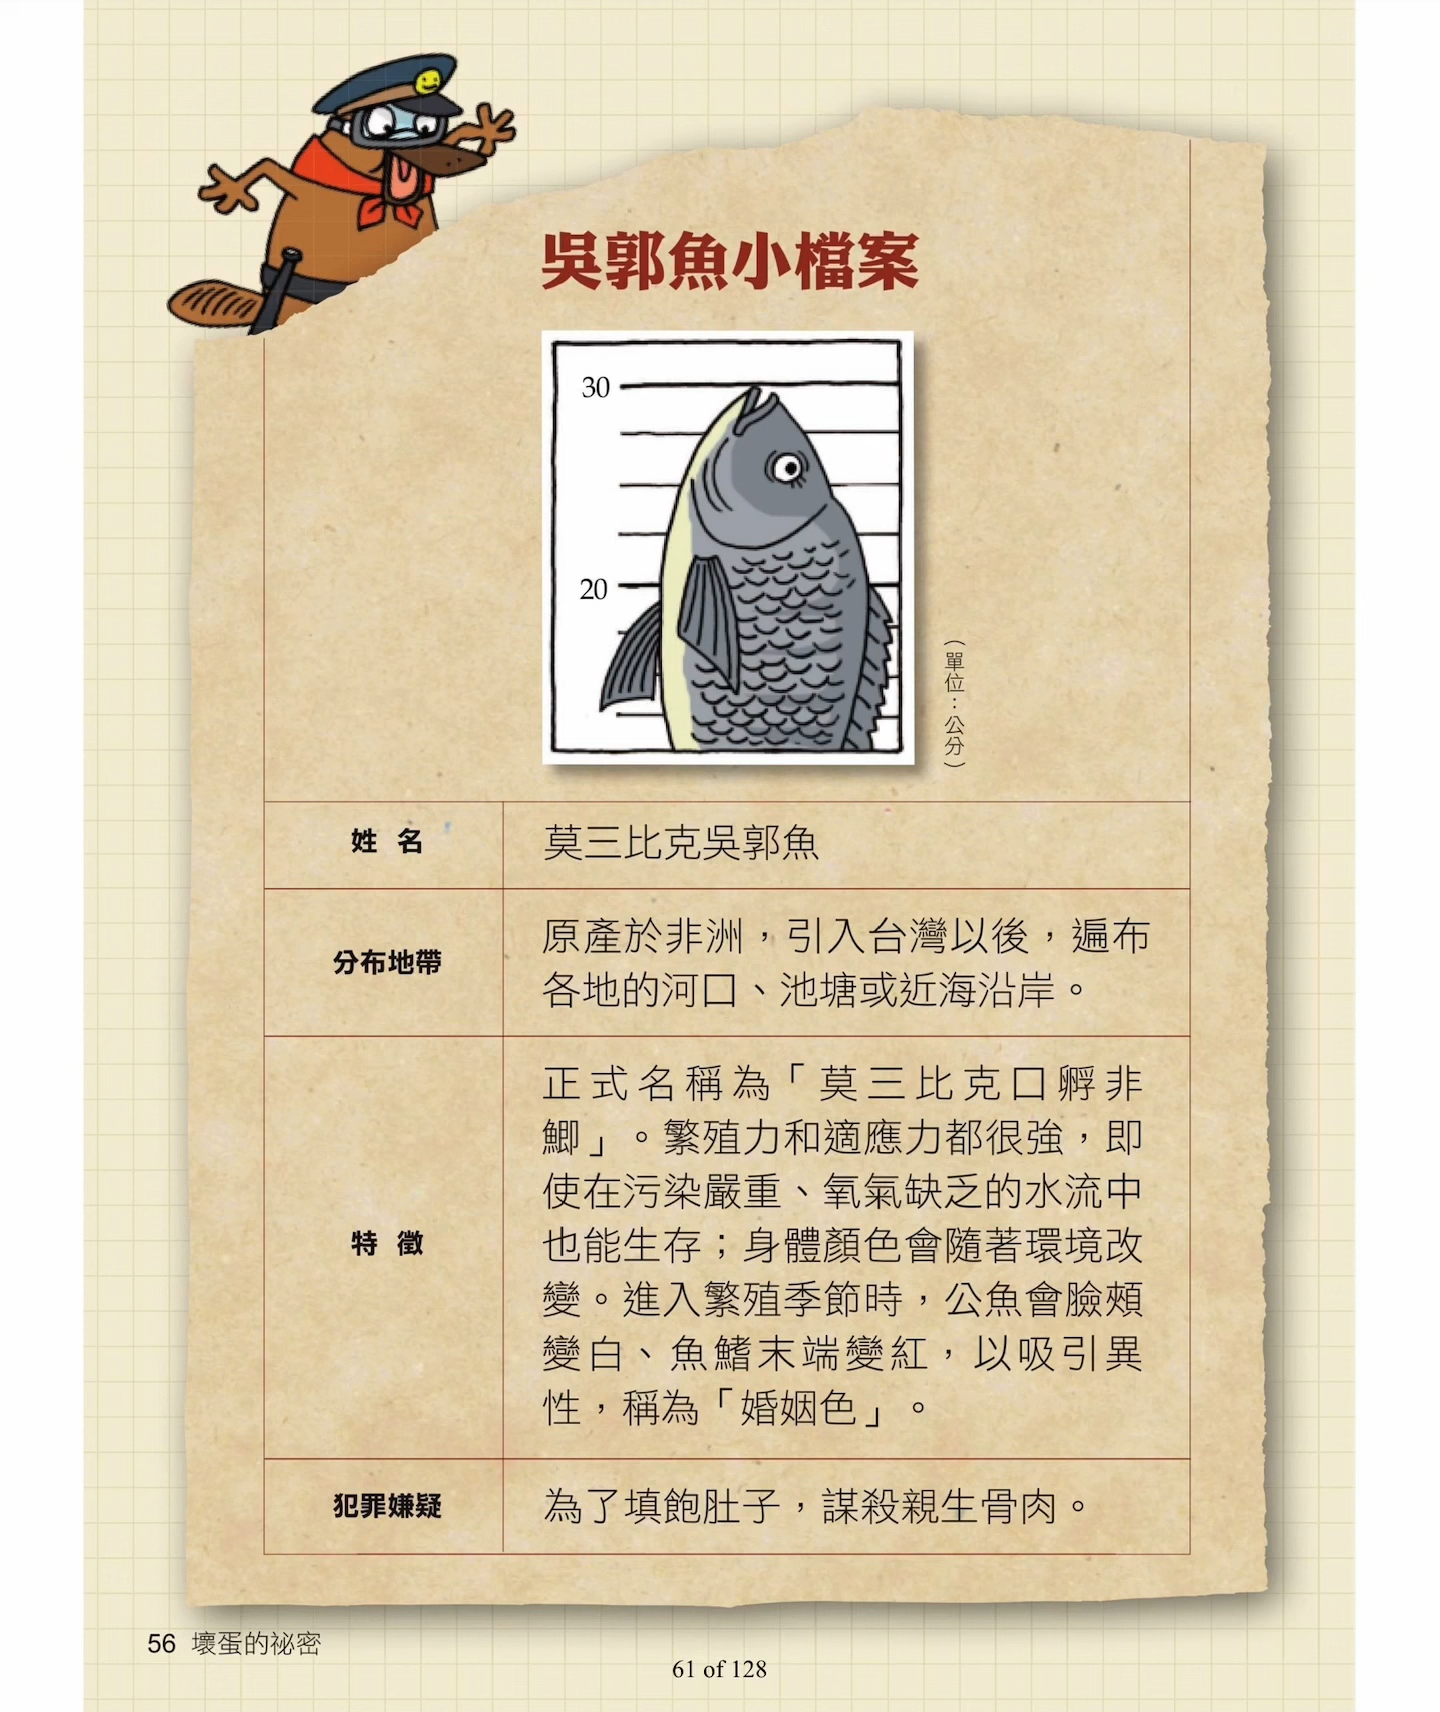 吳郭魚小檔案
30
20
（單位：公分）
姓 名
莫三比克吳郭魚
分布地帶
原產於非洲，引入台灣以後，遍布
各地的河口、池塘或近海沿岸。
特 徵
正式名稱為「莫三比克口孵非
鯽」。繁殖力和適應力都很強，即
使在污染嚴重、氧氣缺乏的水流中
也能生存；身體顏色會隨著環境改
變。進入繁殖季節時，公魚會臉頰
變白、魚鰭末端變紅，以吸引異
性，稱為「婚姻色」。
犯罪嫌疑
為了填飽肚子，謀殺親生骨肉。
56 壞蛋的祕密
61 of 128